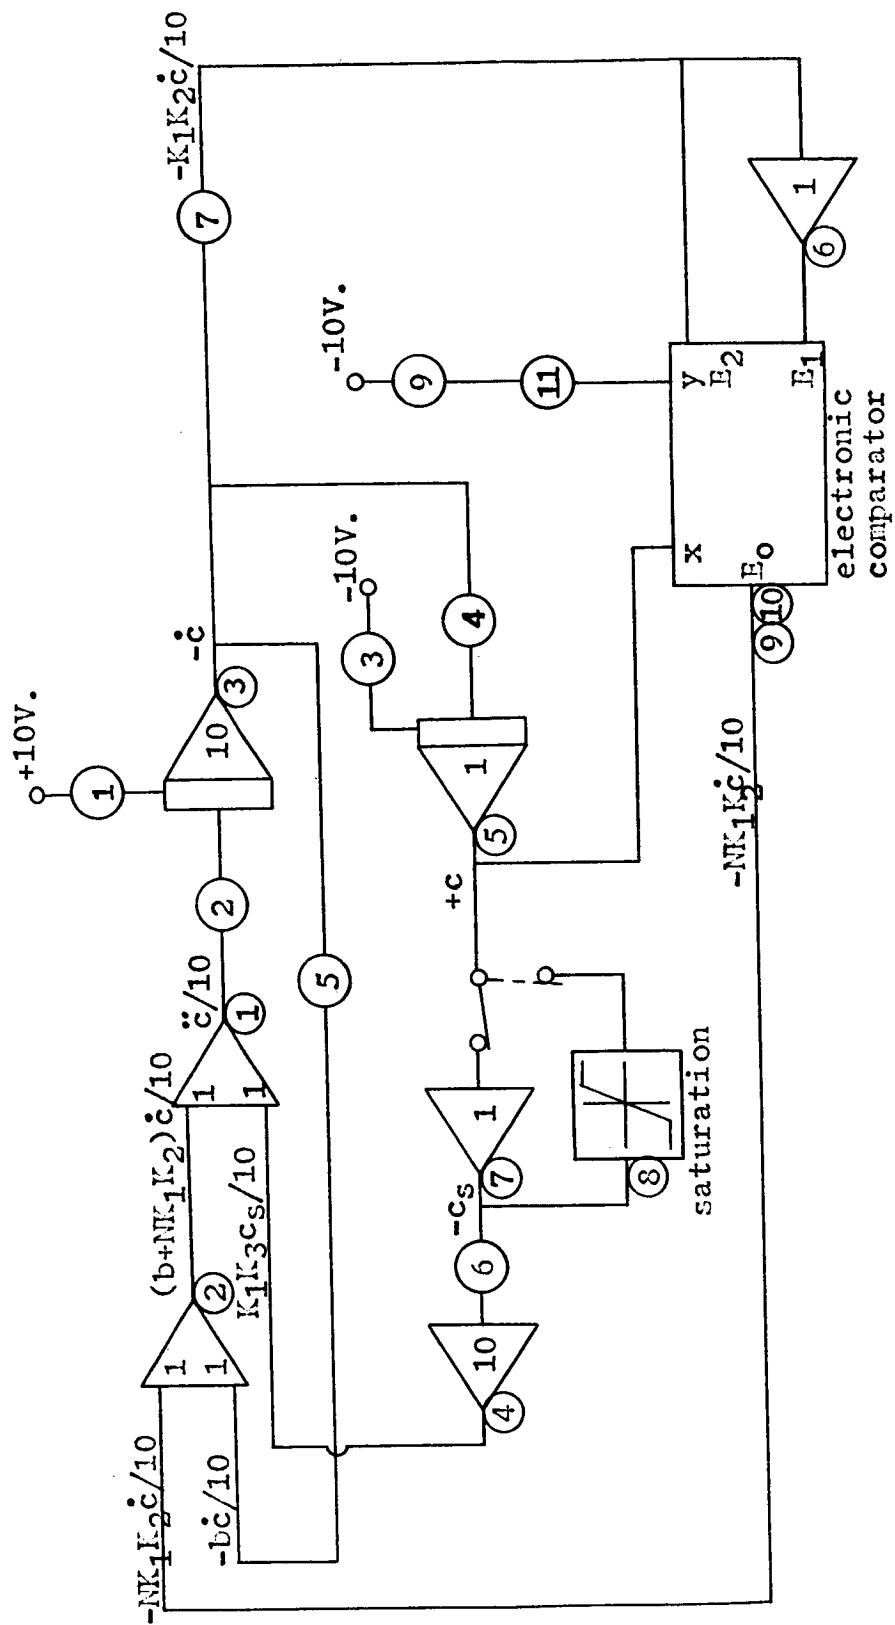 +10V.
1
-NK₁K₂ċ/10
1
1
2
(b+NK₁K₂)ċ/10
1
1
1
c̈/10
2
10
3
-ċ
7
-K₁K₂ċ/10
-bċ/10
K₁K₃cₛ/10
5
-10V.
3
4
1
5
+c
1
7
-cₛ
6
10
4
8
saturation
-10V.
9
11
x
y
E₂
E₁
Eₒ
9
10
electronic
comparator
1
6
-NK₁K₂ċ/10